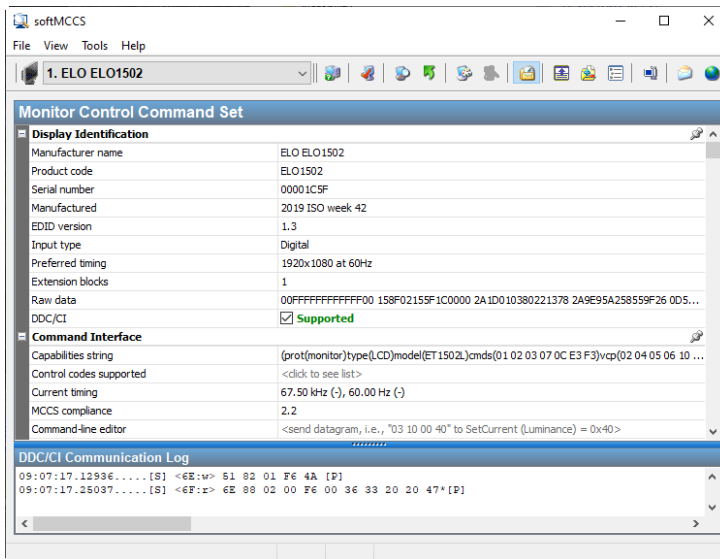 softMCCS
File View Tools Help
1. ELO ELO1502
Monitor Control Command Set
Display Identification
Manufacturer name ELO ELO1502
Product code ELO1502
Serial number 00001C5F
Manufactured 2019 ISO week 42
EDID version 1.3
Input type Digital
Preferred timing 1920x1080 at 60Hz
Extension blocks 1
Raw data 00FFFFFFFFFFFF00 158F02155F1C0000 2A1D010380221378 2A9E95A258559F26 0D5...
DDC/CI Supported
Command Interface
Capabilities string (prot(monitor)type(LCD)model(ET1502L)cmds(01 02 03 07 0C E3 F3)vcp(02 04 05 06 10 ...
Control codes supported <click to see list>
Current timing 67.50 kHz (-), 60.00 Hz (-)
MCCS compliance 2.2
Command-line editor <send datagram, i.e., "03 10 00 40" to SetCurrent (Luminance) = 0x40>
DDC/CI Communication Log
09:07:17.12936.....[S] <6E:w> 51 82 01 F6 4A [P]
09:07:17.25037.....[S] <6F:r> 6E 88 02 00 F6 00 36 33 20 20 47*[P]